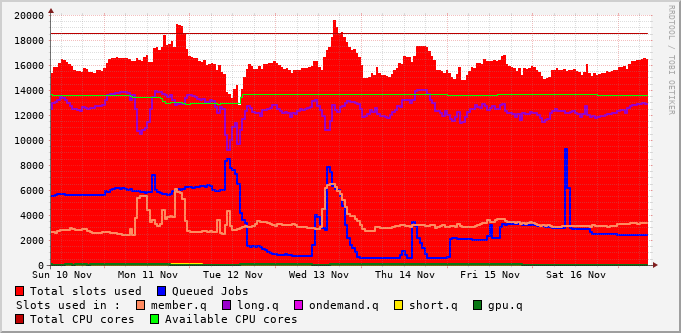 20000
18000
16000
14000
12000
10000
8000
6000
4000
2000
0
Sun 10 Nov Mon 11 Nov Tue 12 Nov Wed 13 Nov Thu 14 Nov Fri 15 Nov Sat 16 Nov
Total slots used Queued Jobs
Slots used in : member.q long.q ondemand.q short.q gpu.q
Total CPU cores Available CPU cores
RRDTOOL / TOBI OETIKER